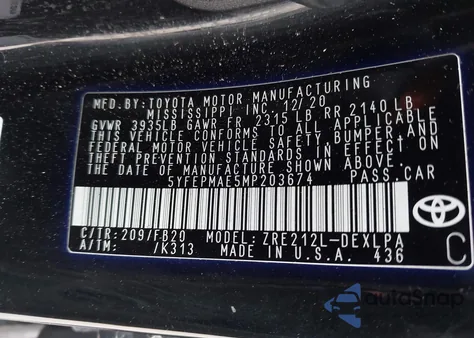 MFD. BY: TOYOTA MOTOR MANUFACTURING
MISSISSIPPI INC. 12/20
GVWR 3935LB GAWR FR 2315 LB RR 2140 LB
THIS VEHICLE CONFORMS TO ALL APPLICABLE
FEDERAL MOTOR VEHICLE SAFETY, BUMPER, AND
THEFT PREVENTION STANDARDS IN EFFECT ON
THE DATE OF MANUFACTURE SHOWN ABOVE.
5YFEPMAE5MP203674 PASS.CAR
C/TR:209/FB20 MODEL: ZRE212L-DEXLPA
A/TM: /K313 MADE IN U.S.A. 436
TOYOTA
C
autoSnap